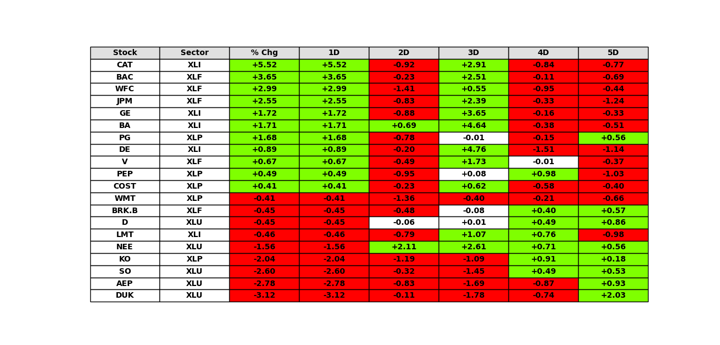 Stock Sector % Chg 1D 2D 3D 4D 5D
CAT XLI +5.52 +5.52 -0.92 +2.91 -0.84 -0.77
BAC XLF +3.65 +3.65 -0.23 +2.51 -0.11 -0.69
WFC XLF +2.99 +2.99 -1.41 +0.55 -0.95 -0.44
JPM XLF +2.55 +2.55 -0.83 +2.39 -0.33 -1.24
GE XLI +1.72 +1.72 -0.88 +3.65 -0.16 -0.33
BA XLI +1.71 +1.71 +0.69 +4.64 -0.38 -0.51
PG XLP +1.68 +1.68 -0.76 -0.01 -0.15 +0.56
DE XLI +0.89 +0.89 -0.20 +4.76 -1.51 -1.14
V XLF +0.67 +0.67 -0.49 +1.73 -0.01 -0.37
PEP XLP +0.49 +0.49 -0.95 +0.08 +0.98 -1.03
COST XLP +0.41 +0.41 -0.23 +0.62 -0.58 -0.40
WMT XLP -0.41 -0.41 -1.36 -0.40 -0.21 -0.66
BRK.B XLF -0.45 -0.45 -0.48 -0.08 +0.40 +0.57
D XLU -0.45 -0.45 -0.06 +0.01 +0.49 +0.86
LMT XLI -0.46 -0.46 -0.79 +1.07 +0.76 -0.98
NEE XLU -1.56 -1.56 +2.11 +2.61 +0.71 +0.56
KO XLP -2.04 -2.04 -1.19 -1.09 +0.91 +0.18
SO XLU -2.60 -2.60 -0.32 -1.45 +0.49 +0.53
AEP XLU -2.78 -2.78 -0.83 -1.69 -0.87 +0.93
DUK XLU -3.12 -3.12 -0.11 -1.78 -0.74 +2.03